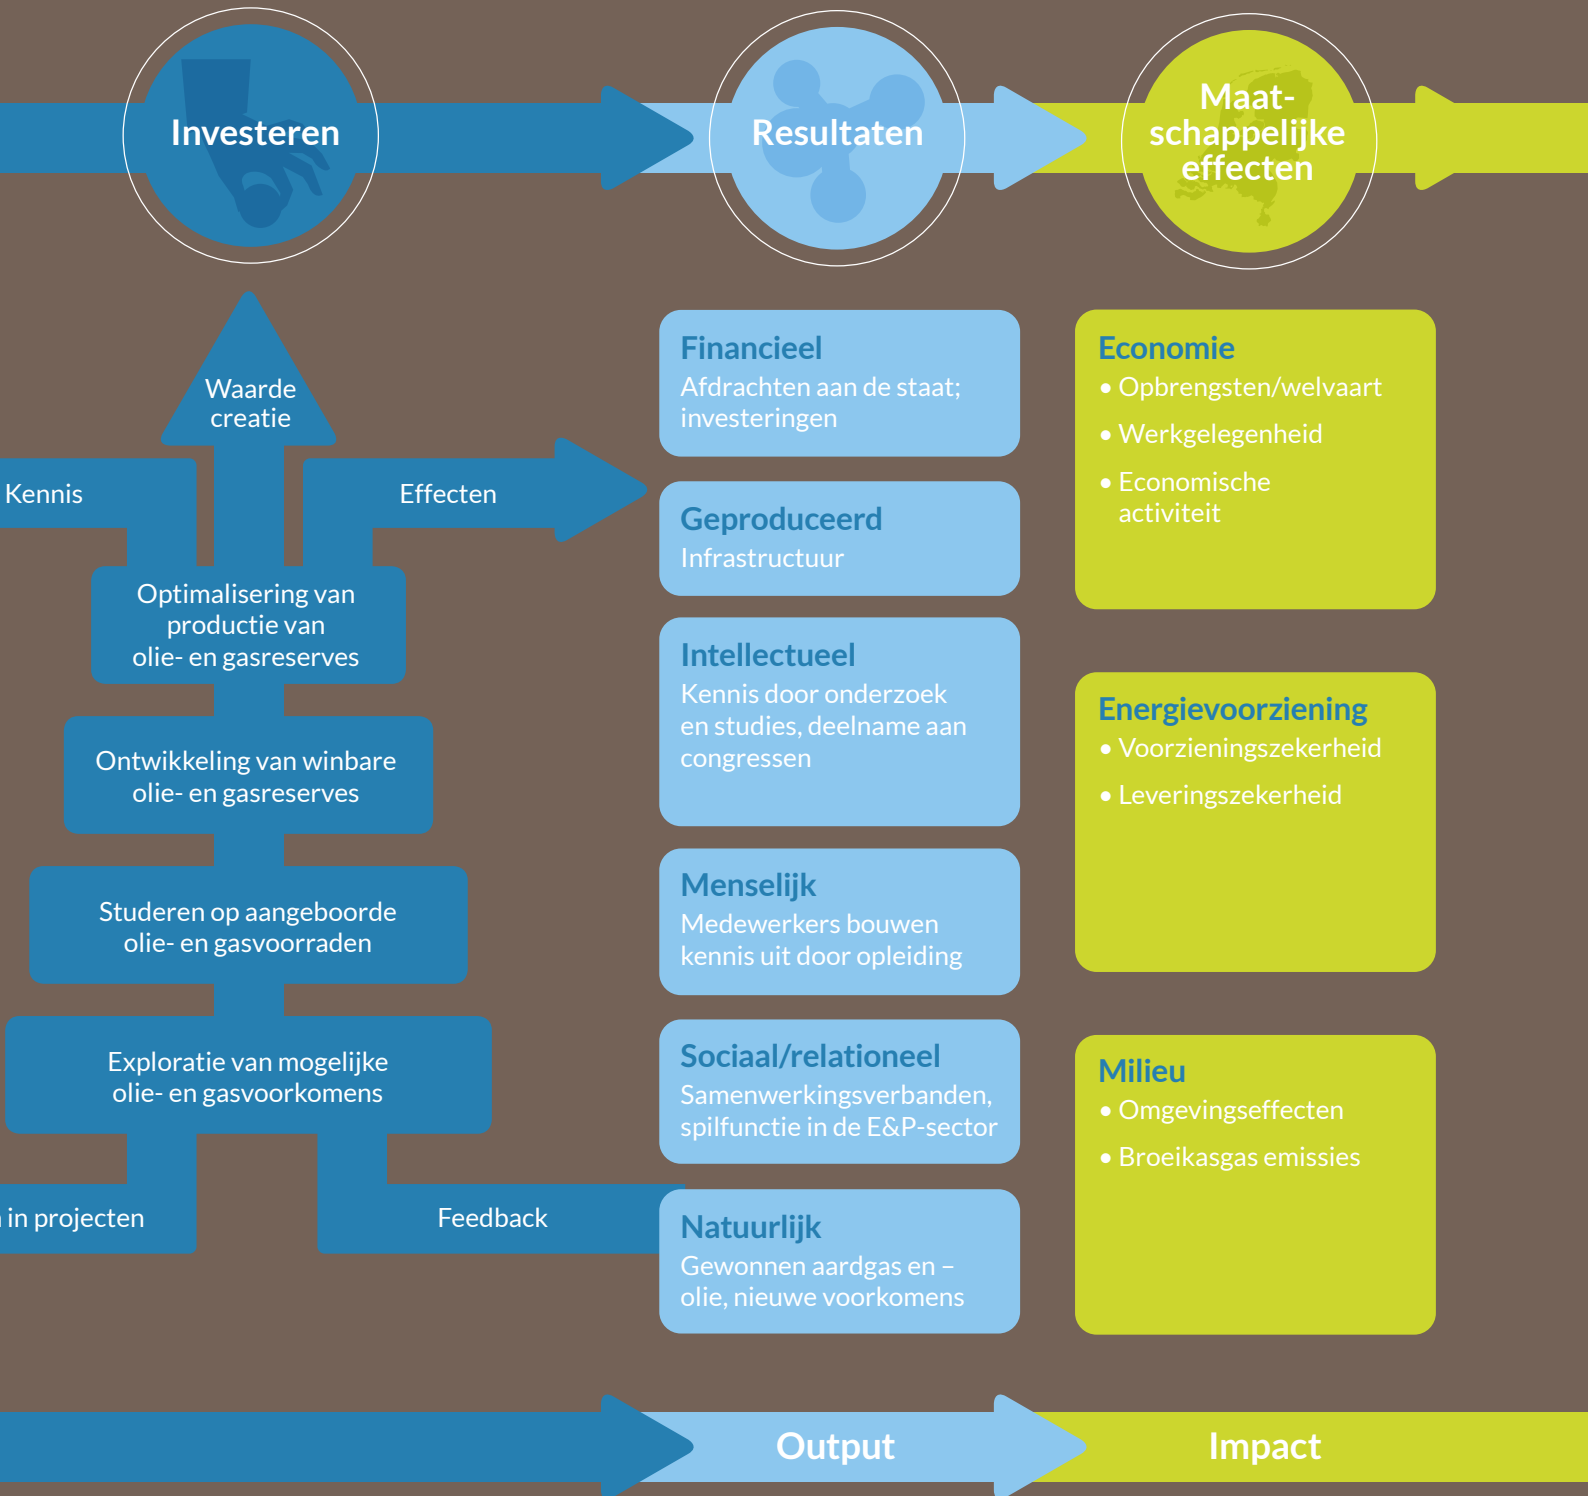 Investeren
Resultaten
Maat-
schappelijke
effecten
Waarde
creatie
Kennis
Effecten
Optimalisering van
productie van
olie- en gasreserves
Ontwikkeling van winbare
olie- en gasreserves
Studeren op aangeboorde
olie- en gasvoorraden
Exploratie van mogelijke
olie- en gasvoorkomens
in projecten
Feedback
Financieel
Afdrachten aan de staat;
investeringen
Geproduceerd
Infrastructuur
Intellectueel
Kennis door onderzoek
en studies, deelname aan
congressen
Menselijk
Medewerkers bouwen
kennis uit door opleiding
Sociaal/relationeel
Samenwerkingsverbanden,
spilfunctie in de E&P-sector
Natuurlijk
Gewonnen aardgas en –
olie, nieuwe voorkomens
Economie
• Opbrengsten/welvaart
• Werkgelegenheid
• Economische
activiteit
Energievoorziening
• Voorzieningszekerheid
• Leveringszekerheid
Milieu
• Omgevingseffecten
• Broeikasgas emissies
Output
Impact